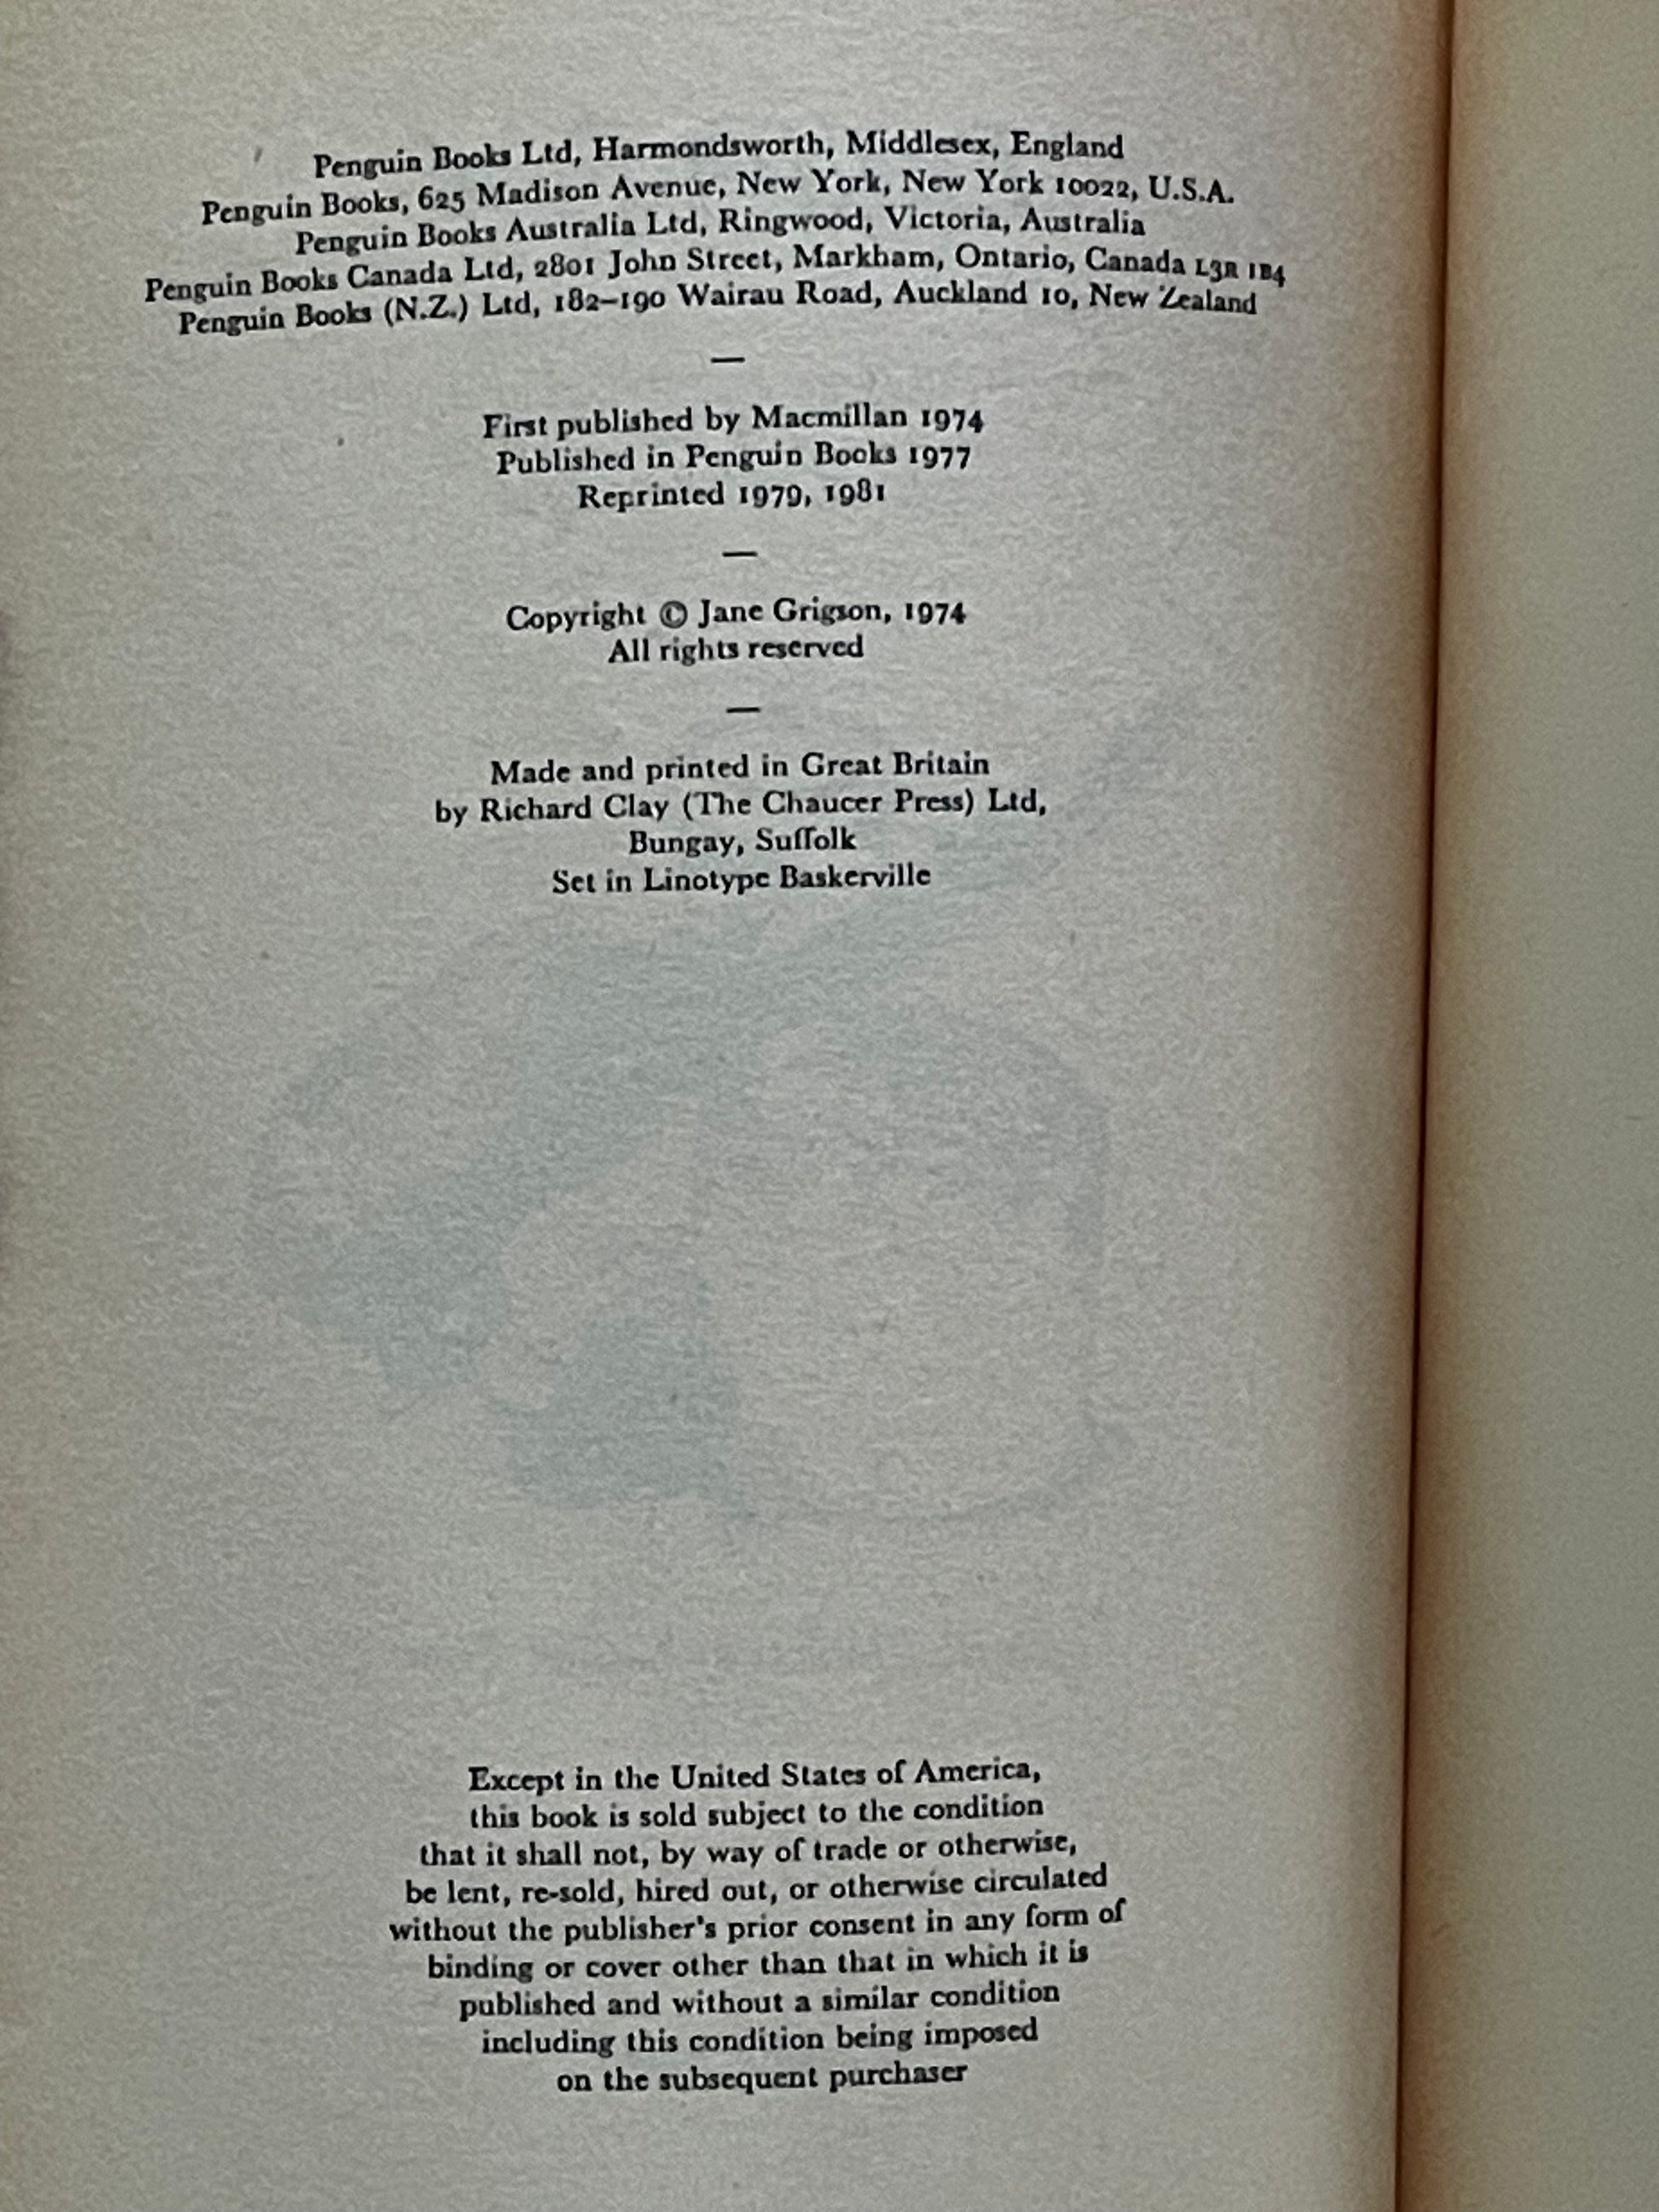 Penguin Books Ltd, Harmondsworth, Middlesex, England
Penguin Books, 625 Madison Avenue, New York, New York 10022, U.S.A.
Penguin Books Australia Ltd, Ringwood, Victoria, Australia
Penguin Books Canada Ltd, 2801 John Street, Markham, Ontario, Canada L3R 1B4
Penguin Books (N.Z.) Ltd, 182–190 Wairau Road, Auckland 10, New Zealand
—
First published by Macmillan 1974
Published in Penguin Books 1977
Reprinted 1979, 1981
—
Copyright © Jane Grigson, 1974
All rights reserved
—
Made and printed in Great Britain
by Richard Clay (The Chaucer Press) Ltd,
Bungay, Suffolk
Set in Linotype Baskerville
Except in the United States of America,
this book is sold subject to the condition
that it shall not, by way of trade or otherwise,
be lent, re-sold, hired out, or otherwise circulated
without the publisher's prior consent in any form of
binding or cover other than that in which it is
published and without a similar condition
including this condition being imposed
on the subsequent purchaser